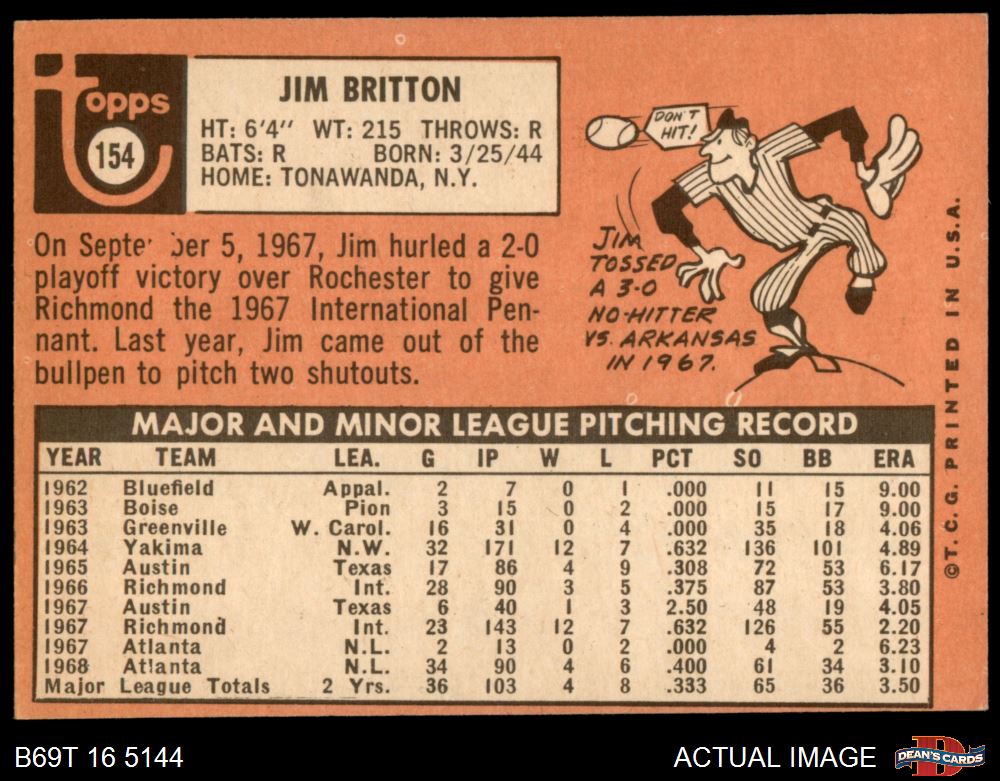 Topps
154
JIM BRITTON
HT: 6'4" WT: 215 THROWS: R
BATS: R BORN: 3/25/44
HOME: TONAWANDA, N.Y.
On Septe ber 5, 1967, Jim hurled a 2-0
playoff victory over Rochester to give
Richmond the 1967 International Pen-
nant. Last year, Jim came out of the
bullpen to pitch two shutouts.
DON'T
HIT!
JIM
TOSSED
A 3-0
NO-HITTER
VS. ARKANSAS
IN 1967.
MAJOR AND MINOR LEAGUE PITCHING RECORD
YEAR TEAM LEA. G IP W L PCT SO BB ERA
1962 Bluefield Appal. 2 7 0 1 .000 11 15 9.00
1963 Boise Pion 3 15 0 2 .000 15 17 9.00
1963 Greenville W. Carol. 16 31 0 4 .000 35 18 4.06
1964 Yakima N.W. 32 171 12 7 .632 136 101 4.89
1965 Austin Texas 17 86 4 9 .308 72 53 6.17
1966 Richmond Int. 28 90 3 5 .375 87 53 3.80
1967 Austin Texas 6 40 1 3 2.50 48 19 4.05
1967 Richmond Int. 23 143 12 7 .632 126 55 2.20
1967 Atlanta N.L. 2 13 0 2 .000 4 2 6.23
1968 Atlanta N.L. 34 90 4 6 .400 61 34 3.10
Major League Totals 2 Yrs. 36 103 4 8 .333 65 36 3.50
©T.C.G. PRINTED IN U.S.A.
B69T 16 5144
ACTUAL IMAGE
DEAN'S CARDS